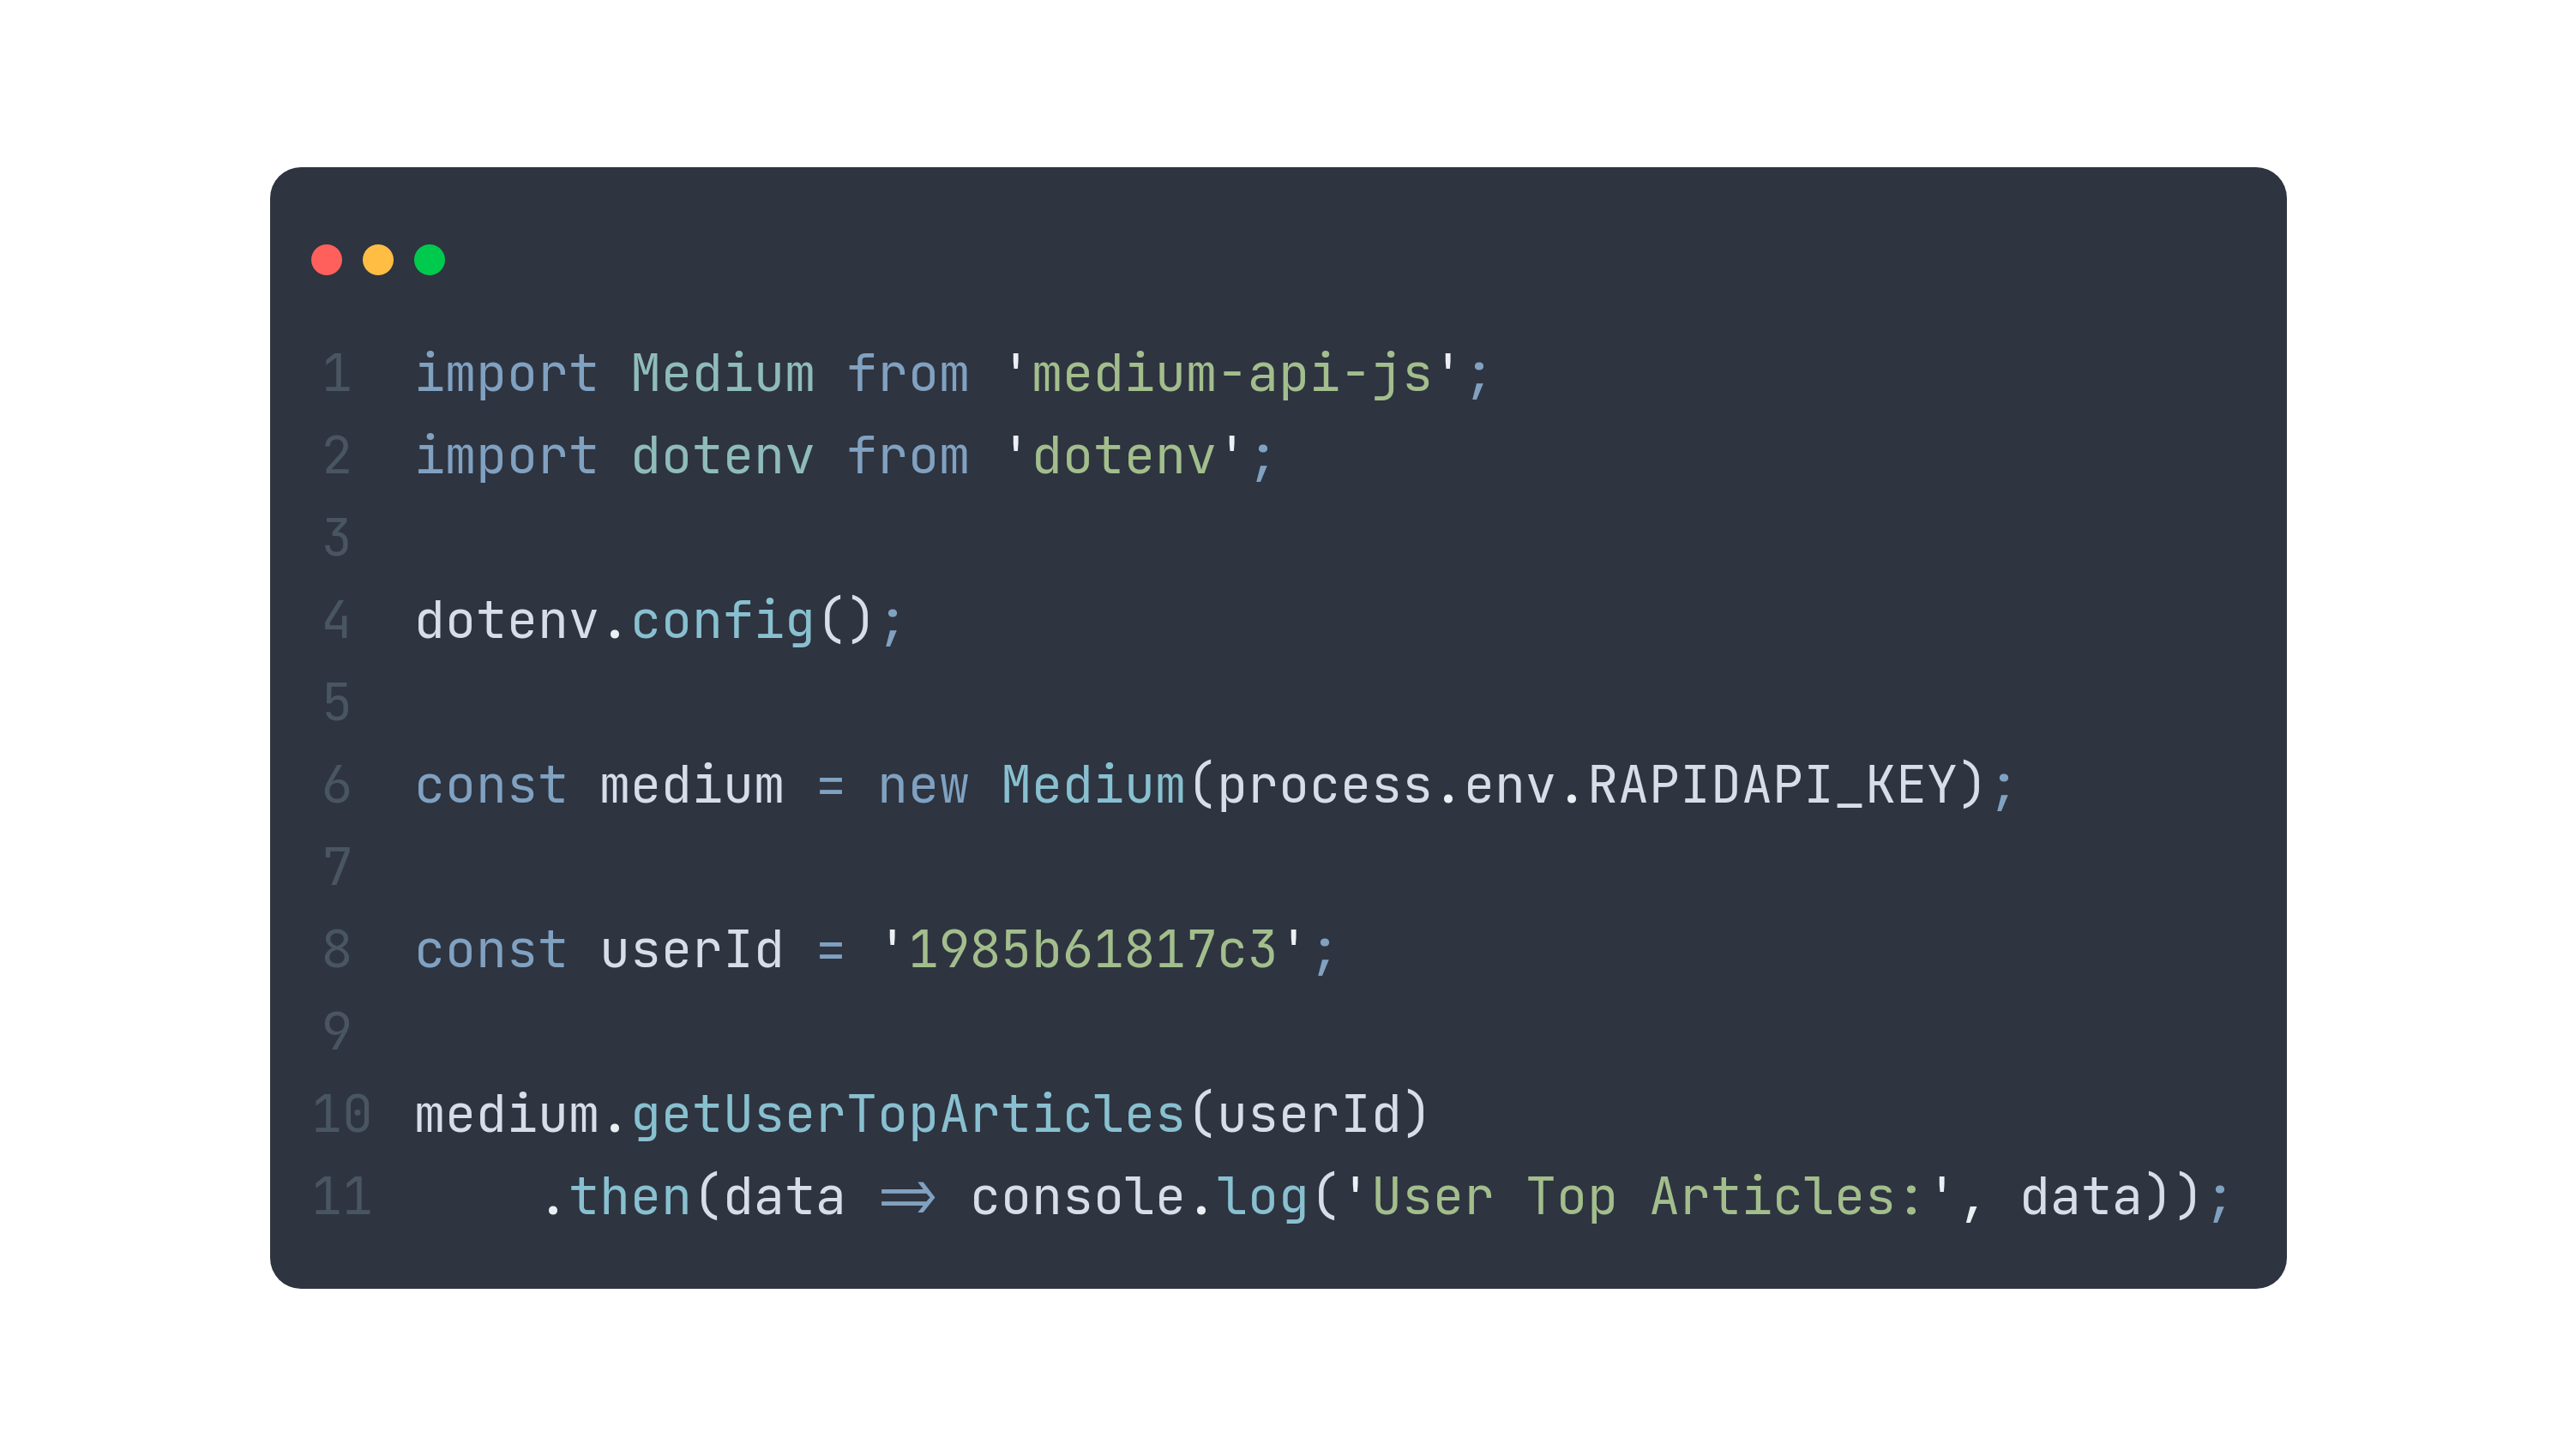 1 import Medium from 'medium-api-js';
2 import dotenv from 'dotenv';
3
4 dotenv.config();
5
6 const medium = new Medium(process.env.RAPIDAPI_KEY);
7
8 const userId = '1985b61817c3';
9
10 medium.getUserTopArticles(userId)
11     .then(data => console.log('User Top Articles:', data));